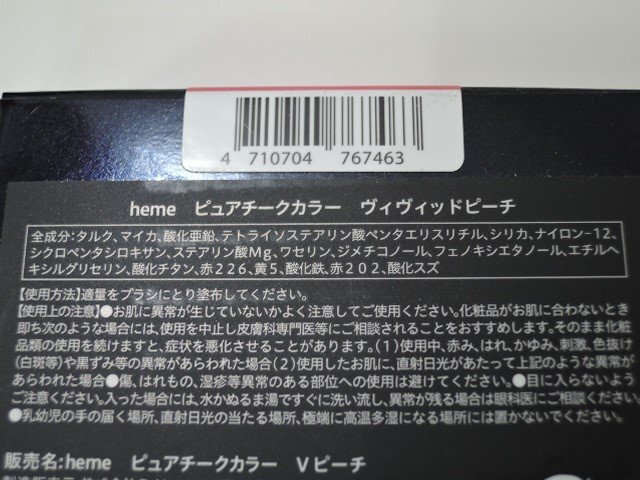 4 710704 767463
heme ピュアチークカラー ヴィヴィッドピーチ
全成分:タルク、マイカ、酸化亜鉛、テトライソステアリン酸ペンタエリスリチル、シリカ、ナイロン-12、
シクロペンタシロキサン、ステアリン酸Mg、ワセリン、ジメチコノール、フェノキシエタノール、エチルヘ
キシルグリセリン、酸化チタン、赤226、黄5、酸化鉄、赤202、酸化スズ
【使用方法】適量をブラシにとり塗布してください。
【使用上の注意】●お肌に異常が生じていないかよく注意してご使用ください。化粧品がお肌に合わないとき
即ち次のような場合には、使用を中止し皮膚科専門医等にご相談されることをおすすめします。そのまま化粧
品類の使用を続けますと、症状を悪化させることがあります。(1)使用中、赤み、はれ、かゆみ、刺激、色抜け
(白斑等)や黒ずみ等の異常があらわれた場合(2)使用したお肌に、直射日光があたって上記のような異常が
あらわれた場合●傷、はれもの、湿疹等異常のある部位への使用は避けてください。●目に入らないよう
ご注意ください。入った場合には、水かぬるま湯ですぐに洗い流し、異常が残る場合は眼科医にご相談ください。
●乳幼児の手の届く場所、直射日光の当たる場所、極端に高温多湿になる場所には置かないでください。
販売名:heme ピュアチークカラー Vピーチ